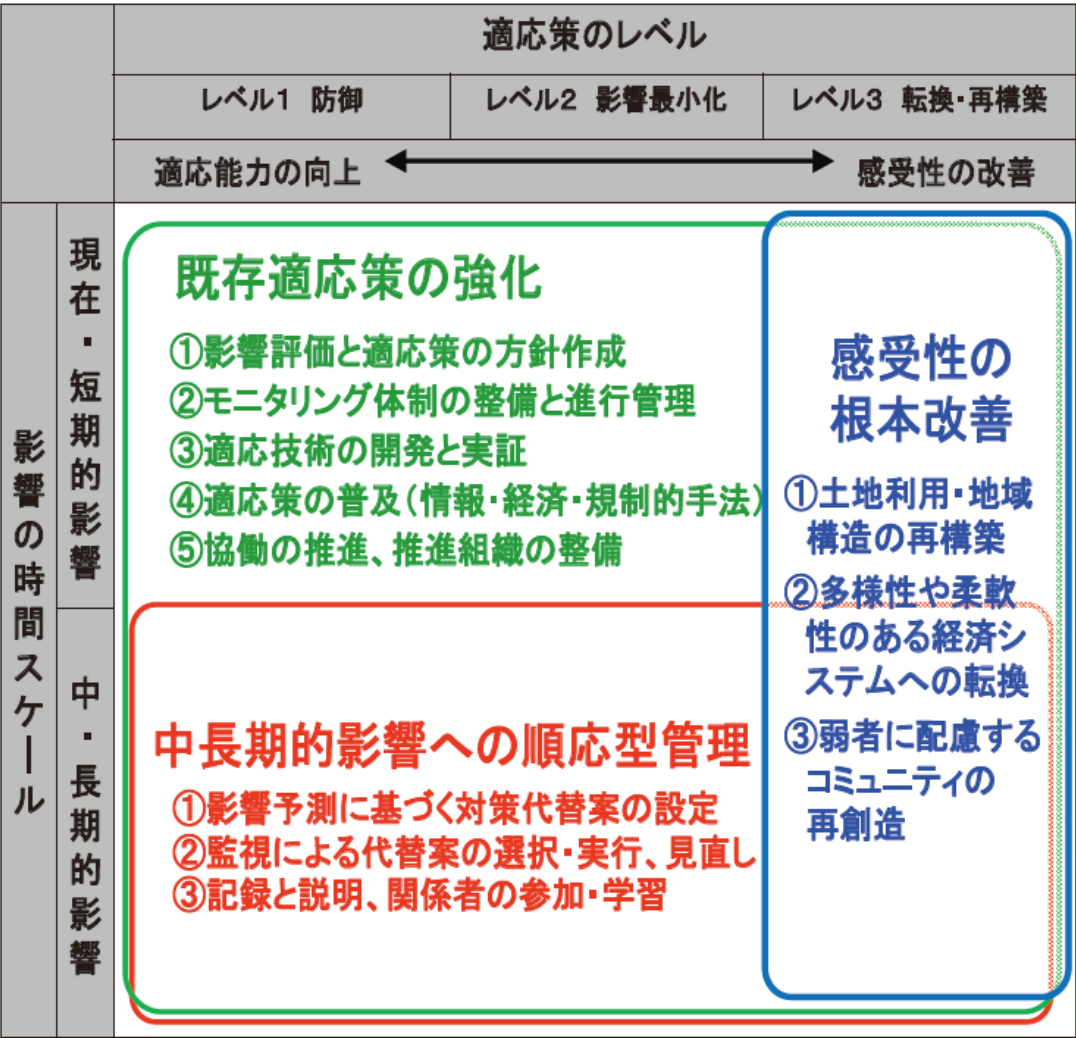 適応策のレベル
レベル1 防御
レベル2 影響最小化
レベル3 転換・再構築
適応能力の向上
感受性の改善
影響の時間スケール
現在・短期的影響
中・長期的影響
既存適応策の強化
①影響評価と適応策の方針作成
②モニタリング体制の整備と進行管理
③適応技術の開発と実証
④適応策の普及(情報・経済・規制的手法)
⑤協働の推進、推進組織の整備
中長期的影響への順応型管理
①影響予測に基づく対策代替案の設定
②監視による代替案の選択・実行、見直し
③記録と説明、関係者の参加・学習
感受性の
根本改善
①土地利用・地域
構造の再構築
②多様性や柔軟
性のある経済シ
ステムへの転換
③弱者に配慮する
コミュニティの
再創造